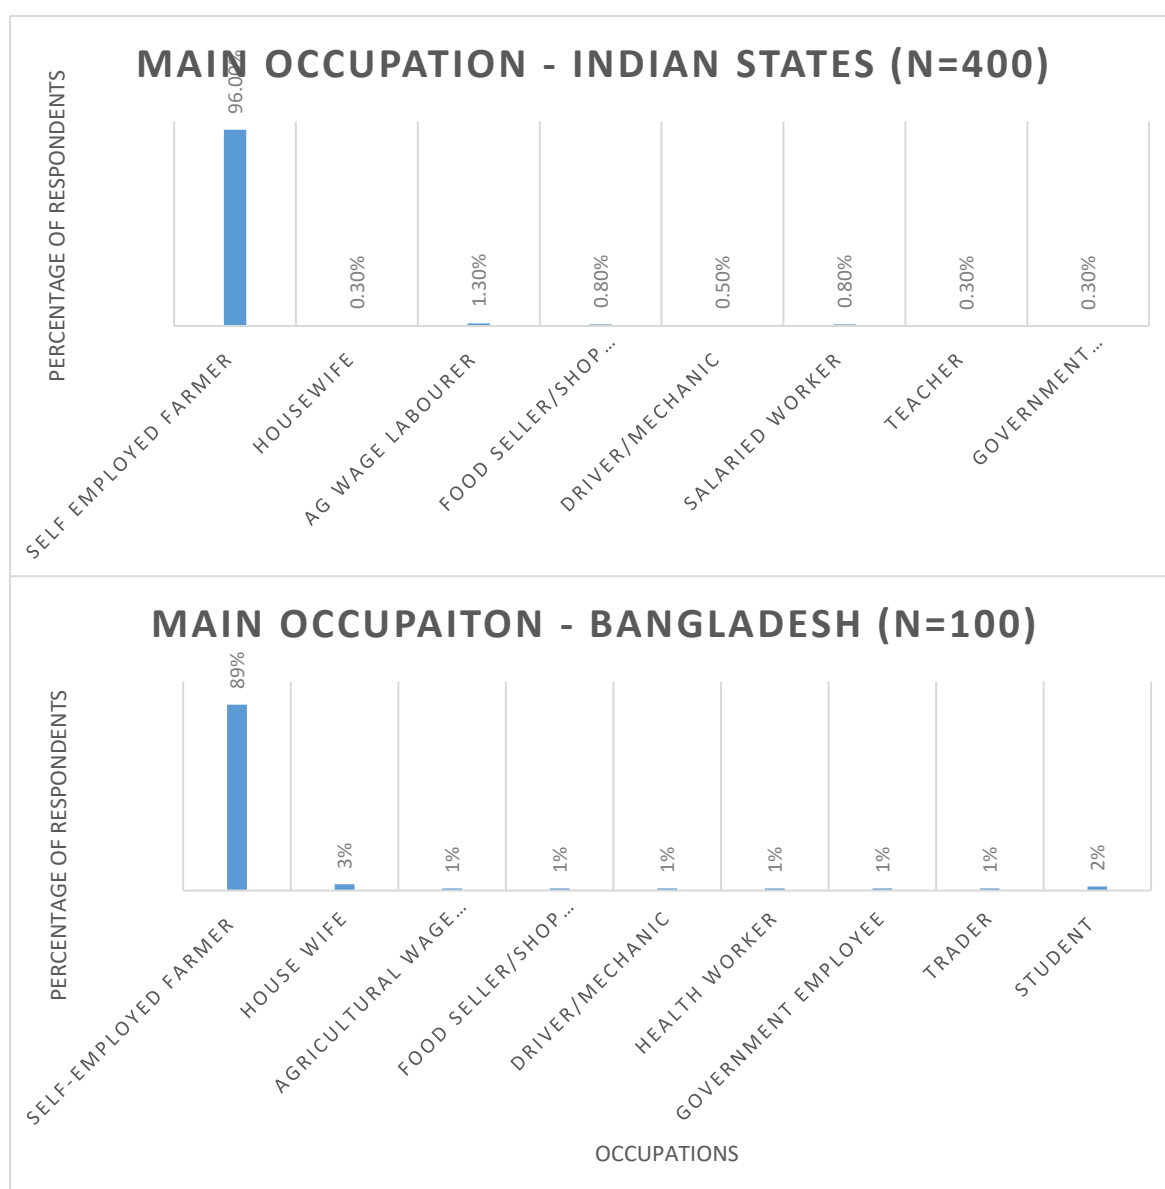 MAIN OCCUPATION - INDIAN STATES (N=400)
PERCENTAGE OF RESPONDENTS
96.00%
0.30%
1.30%
0.80%
0.50%
0.80%
0.30%
0.30%
SELF EMPLOYED FARMER
HOUSEWIFE
AG WAGE LABOURER
FOOD SELLER/SHOP…
DRIVER/MECHANIC
SALARIED WORKER
TEACHER
GOVERNMENT…
MAIN OCCUPAITON - BANGLADESH (N=100)
PERCENTAGE OF RESPONDENTS
89%
3%
1%
1%
1%
1%
1%
1%
2%
SELF-EMPLOYED FARMER
HOUSE WIFE
AGRICULTURAL WAGE…
FOOD SELLER/SHOP…
DRIVER/MECHANIC
HEALTH WORKER
GOVERNMENT EMPLOYEE
TRADER
STUDENT
OCCUPATIONS